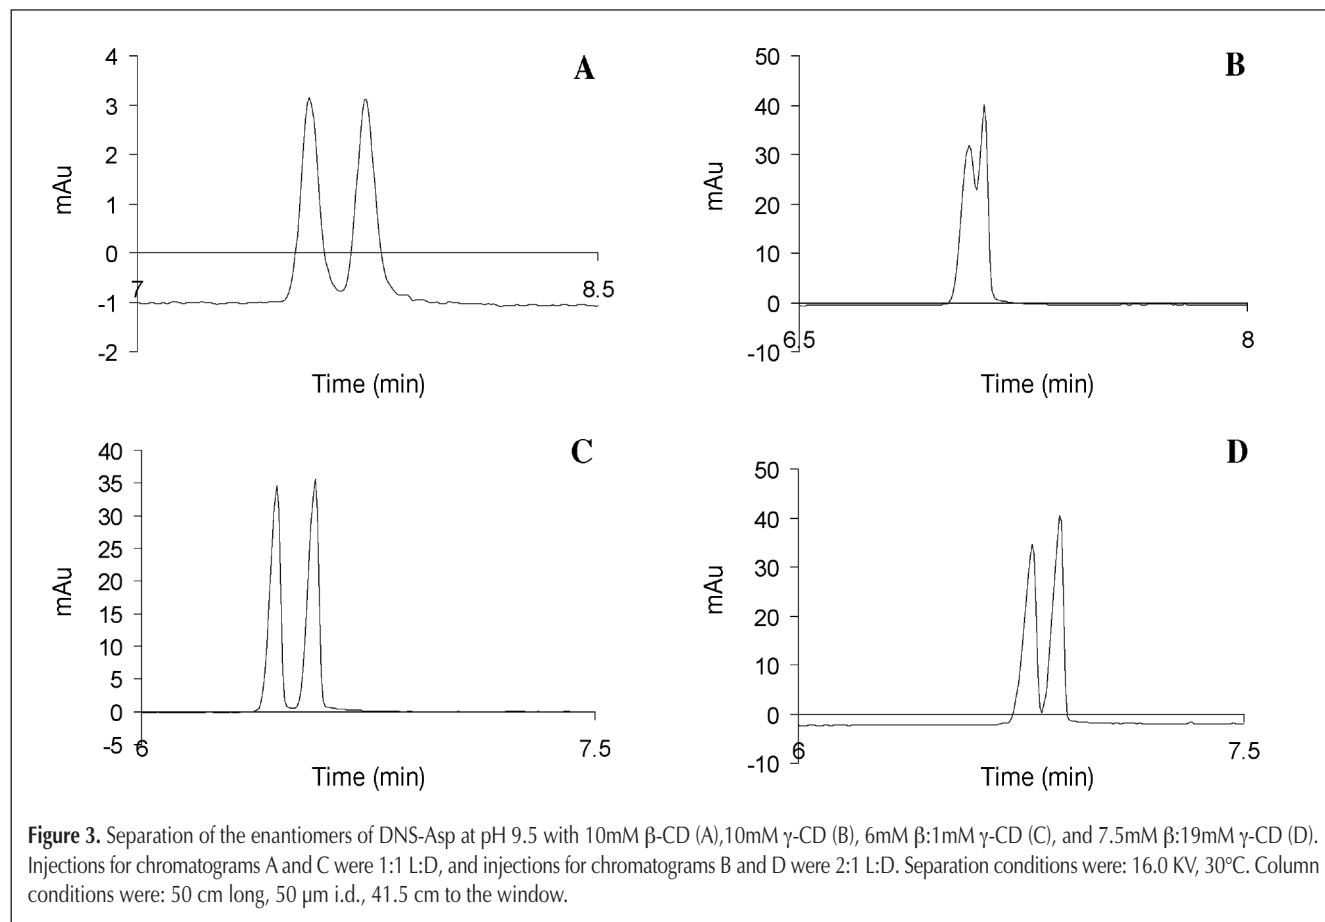 A
4
3
2
1
0
-1
-2
mAu
7
8.5
Time (min)
B
50
40
30
20
10
0
-10
mAu
6.5
8
Time (min)
C
40
35
30
25
20
15
10
5
0
-5
mAu
6
7.5
Time (min)
D
50
40
30
20
10
0
-10
mAu
6
7.5
Time (min)
Figure 3. Separation of the enantiomers of DNS-Asp at pH 9.5 with 10mM β-CD (A),10mM γ-CD (B), 6mM β:1mM γ-CD (C), and 7.5mM β:19mM γ-CD (D).
Injections for chromatograms A and C were 1:1 L:D, and injections for chromatograms B and D were 2:1 L:D. Separation conditions were: 16.0 KV, 30°C. Column
conditions were: 50 cm long, 50 µm i.d., 41.5 cm to the window.